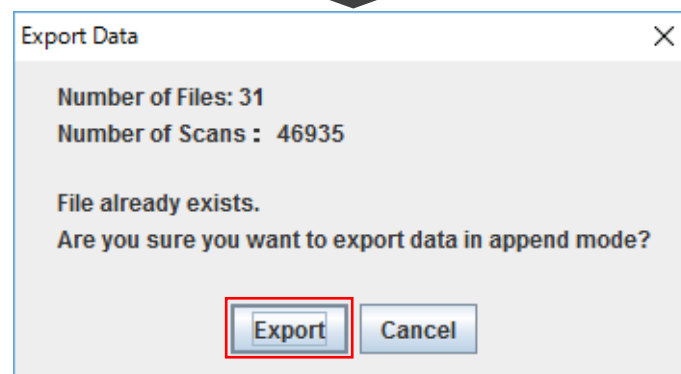 Export Data
Number of Files: 31
Number of Scans : 46935
File already exists.
Are you sure you want to export data in append mode?
Export Cancel